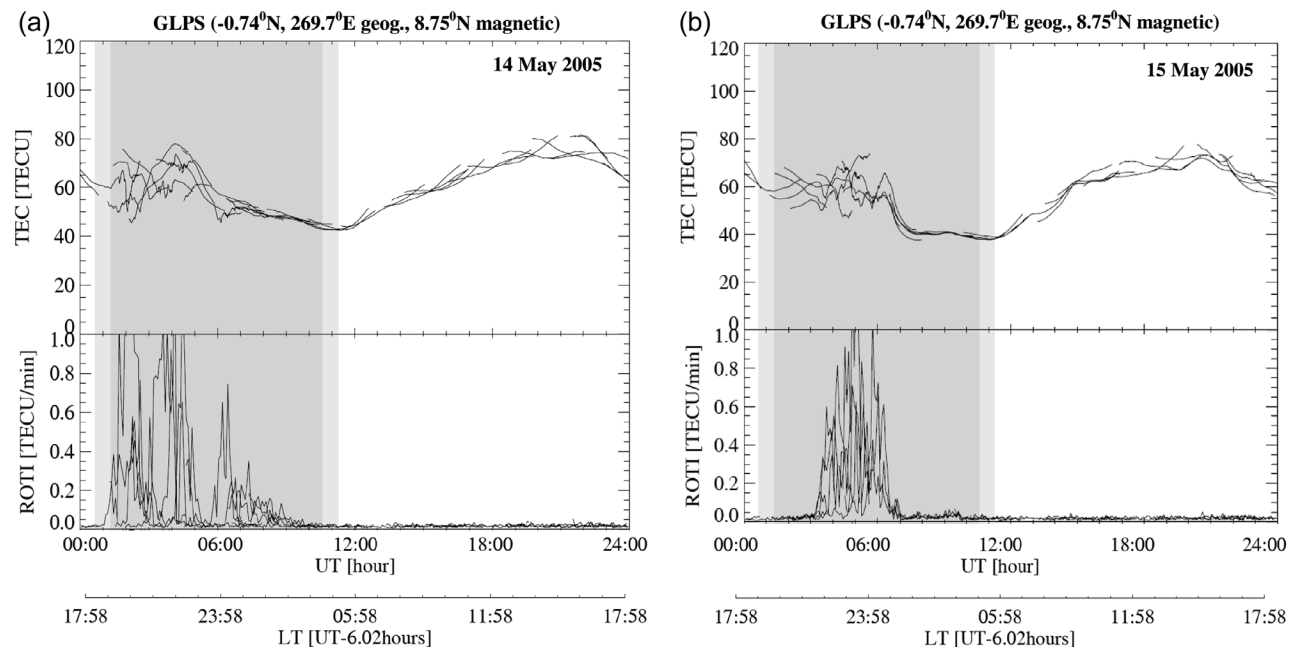 (a)
GLPS (-0.74⁰N, 269.7⁰E geog., 8.75⁰N magnetic)
14 May 2005
TEC [TECU]
120
100
80
60
40
20
0
ROTI [TECU/min]
1.0
0.8
0.6
0.4
0.2
0.0
00:00 06:00 12:00 18:00 24:00
UT [hour]
17:58 23:58 05:58 11:58 17:58
LT [UT-6.02hours]
(b)
GLPS (-0.74⁰N, 269.7⁰E geog., 8.75⁰N magnetic)
15 May 2005
TEC [TECU]
120
100
80
60
40
20
0
ROTI [TECU/min]
1.0
0.8
0.6
0.4
0.2
0.0
00:00 06:00 12:00 18:00 24:00
UT [hour]
17:58 23:58 05:58 11:58 17:58
LT [UT-6.02hours]